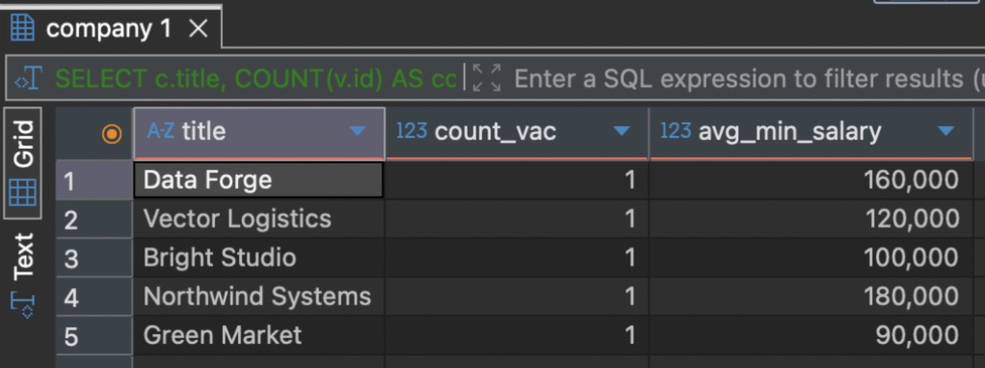 company 1
SELECT c.title, COUNT(v.id) AS cc Enter a SQL expression to filter results (
Grid
Text
A-Z title 123 count_vac 123 avg_min_salary
1 Data Forge 1 160,000
2 Vector Logistics 1 120,000
3 Bright Studio 1 100,000
4 Northwind Systems 1 180,000
5 Green Market 1 90,000